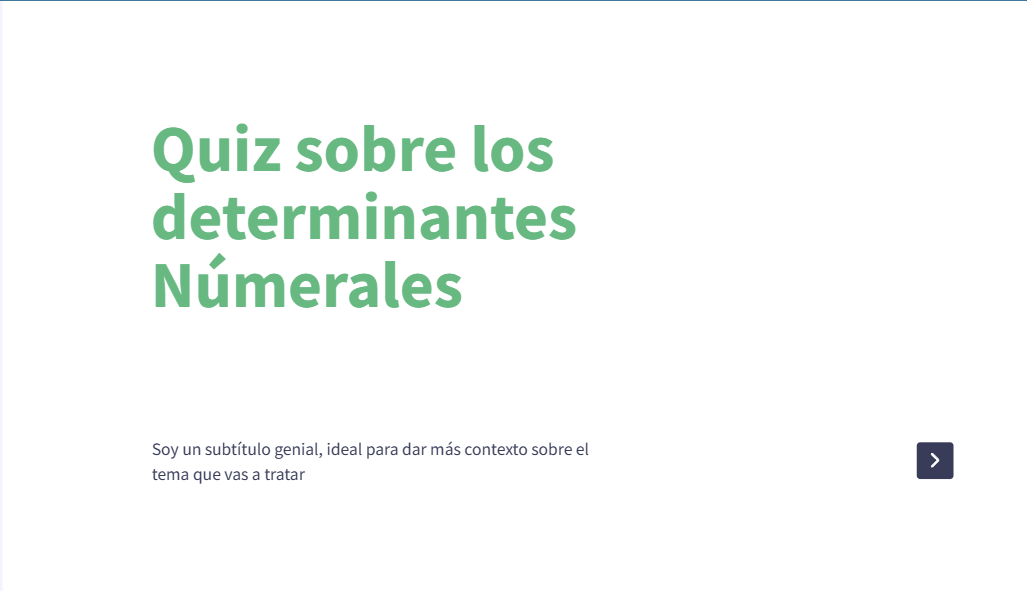 Quiz sobre los
determinantes
Númerales
Soy un subtítulo genial, ideal para dar más contexto sobre el
tema que vas a tratar